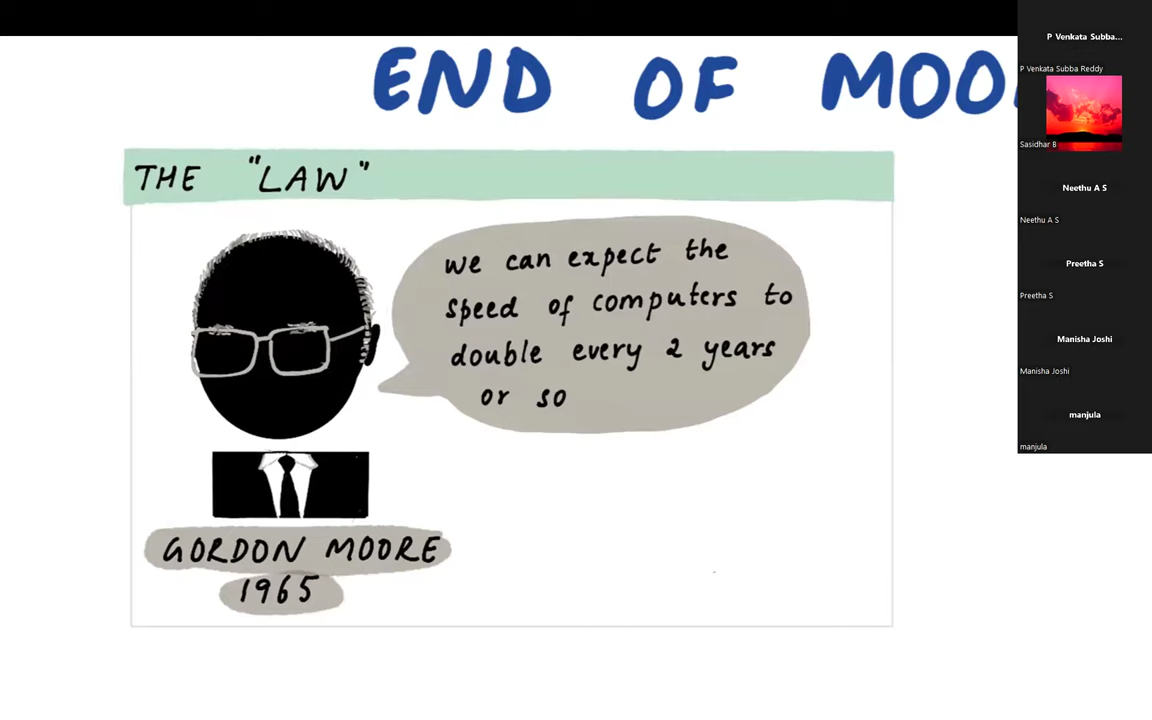 END OF MOO
THE "LAW"
we can expect the
speed of computers to
double every 2 years
or so
GORDON MOORE
1965
P Venkata Subba...
P Venkata Subba Reddy
Sasidhar B
Neethu A S
Neethu A S
Preetha S
Preetha S
Manisha Joshi
Manisha Joshi
manjula
manjula